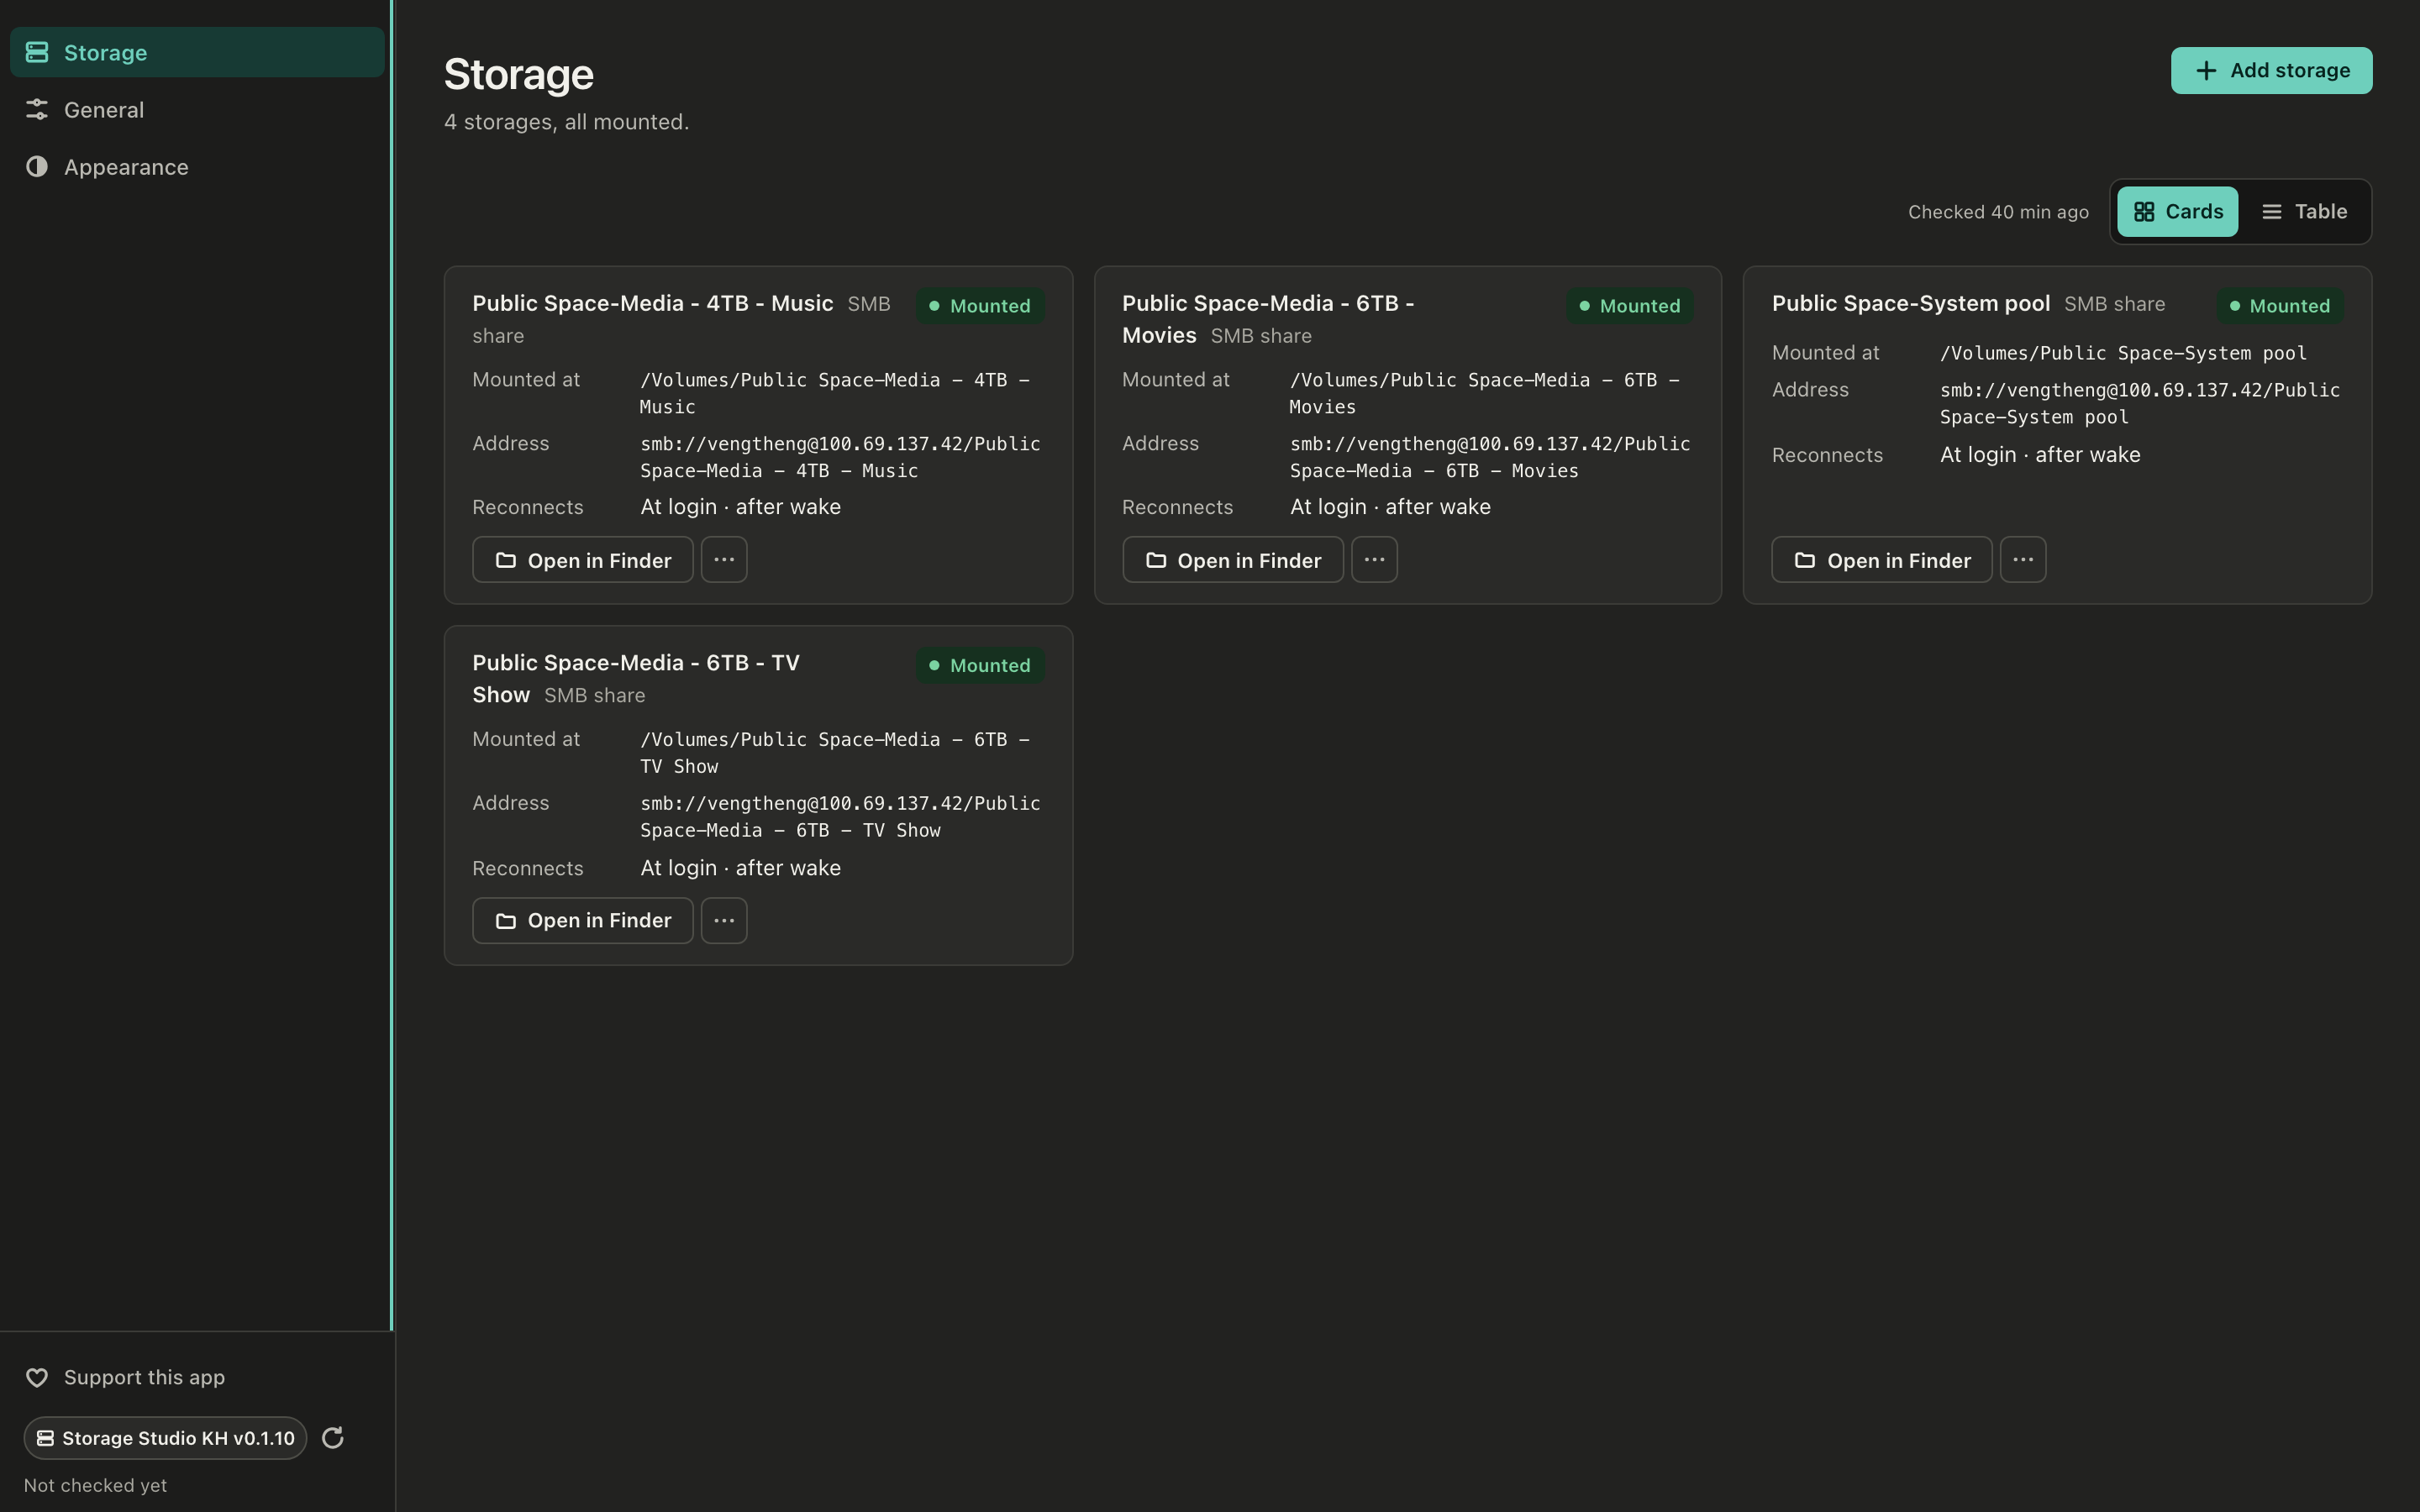 Storage
General
Appearance
Storage
4 storages, all mounted.
Add storage
Checked 40 min ago
Cards
Table
Public Space-Media - 4TB - Music SMB
share
Mounted
Mounted at
/Volumes/Public Space-Media - 4TB -
Music
Address
smb://vengtheng@100.69.137.42/Public
Space-Media - 4TB - Music
Reconnects
At login · after wake
Open in Finder
Public Space-Media - 6TB -
Movies SMB share
Mounted
Mounted at
/Volumes/Public Space-Media - 6TB -
Movies
Address
smb://vengtheng@100.69.137.42/Public
Space-Media - 6TB - Movies
Reconnects
At login · after wake
Open in Finder
Public Space-System pool SMB share
Mounted
Mounted at
/Volumes/Public Space-System pool
Address
smb://vengtheng@100.69.137.42/Public
Space-System pool
Reconnects
At login · after wake
Open in Finder
Public Space-Media - 6TB - TV
Show SMB share
Mounted
Mounted at
/Volumes/Public Space-Media - 6TB -
TV Show
Address
smb://vengtheng@100.69.137.42/Public
Space-Media - 6TB - TV Show
Reconnects
At login · after wake
Open in Finder
Support this app
Storage Studio KH v0.1.10
Not checked yet